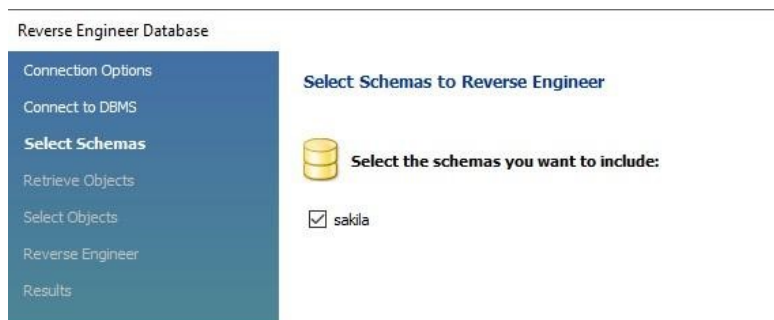 Reverse Engineer Database
Connection Options
Connect to DBMS
Select Schemas
Retrieve Objects
Select Objects
Reverse Engineer
Results
Select Schemas to Reverse Engineer
Select the schemas you want to include:
sakila